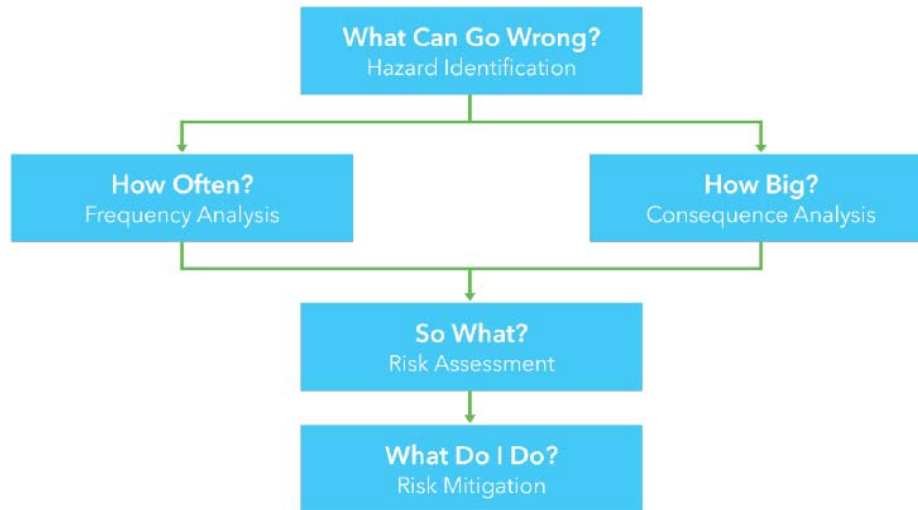 What Can Go Wrong?
Hazard Identification
How Often?
Frequency Analysis
How Big?
Consequence Analysis
So What?
Risk Assessment
What Do I Do?
Risk Mitigation